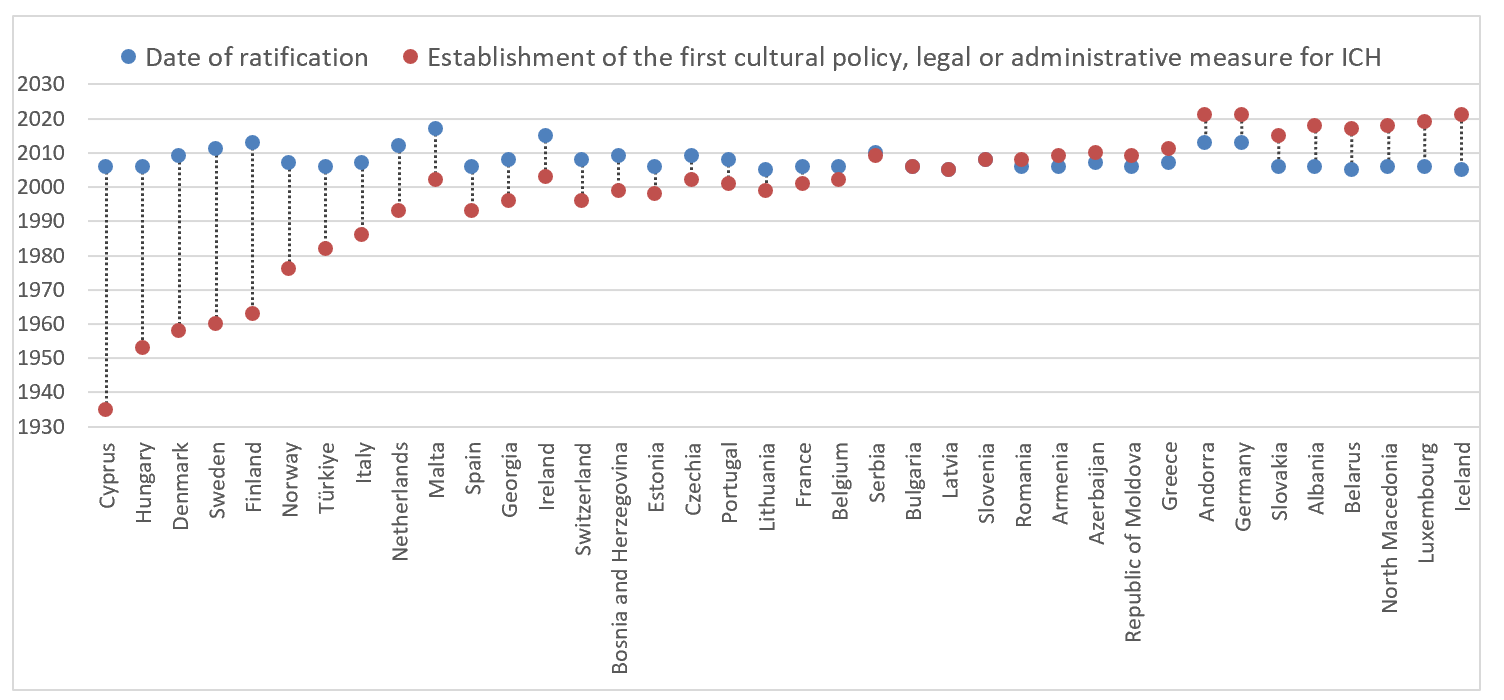 Date of ratification
Establishment of the first cultural policy, legal or administrative measure for ICH
2030
2020
2010
2000
1990
1980
1970
1960
1950
1940
1930
Cyprus
Hungary
Denmark
Sweden
Finland
Norway
Türkiye
Italy
Netherlands
Malta
Spain
Georgia
Ireland
Switzerland
Bosnia and Herzegovina
Estonia
Czechia
Portugal
Lithuania
France
Belgium
Serbia
Bulgaria
Latvia
Slovenia
Romania
Armenia
Azerbaijan
Republic of Moldova
Greece
Andorra
Germany
Slovakia
Albania
Belarus
North Macedonia
Luxembourg
Iceland